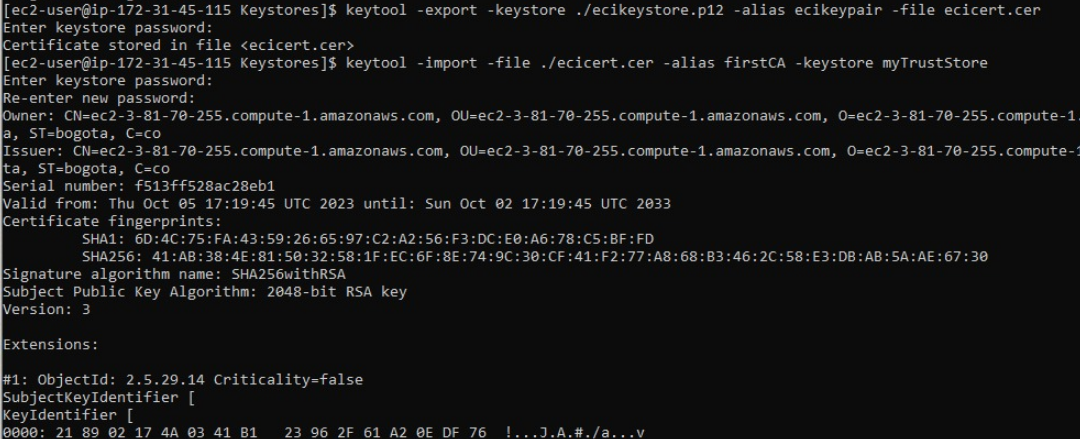 [ec2-user@ip-172-31-45-115 Keystores]$ keytool -export -keystore ./ecikeystore.p12 -alias ecikeypair -file ecicert.cer
Enter keystore password:
Certificate stored in file <ecicert.cer>
[ec2-user@ip-172-31-45-115 Keystores]$ keytool -import -file ./ecicert.cer -alias firstCA -keystore myTrustStore
Enter keystore password:
Re-enter new password:
Owner: CN=ec2-3-81-70-255.compute-1.amazonaws.com, OU=ec2-3-81-70-255.compute-1.amazonaws.com, O=ec2-3-81-70-255.compute-1.
a, ST=bogota, C=co
Issuer: CN=ec2-3-81-70-255.compute-1.amazonaws.com, OU=ec2-3-81-70-255.compute-1.amazonaws.com, O=ec2-3-81-70-255.compute-1
ta, ST=bogota, C=co
Serial number: f513ff528ac28eb1
Valid from: Thu Oct 05 17:19:45 UTC 2023 until: Sun Oct 02 17:19:45 UTC 2033
Certificate fingerprints:
SHA1: 6D:4C:75:FA:43:59:26:65:97:C2:A2:56:F3:DC:E0:A6:78:C5:BF:FD
SHA256: 41:AB:38:4E:81:50:32:58:1F:EC:6F:8E:74:9C:30:CF:41:F2:77:A8:68:B3:46:2C:58:E3:DB:AB:5A:AE:67:30
Signature algorithm name: SHA256withRSA
Subject Public Key Algorithm: 2048-bit RSA key
Version: 3
Extensions:
#1: ObjectId: 2.5.29.14 Criticality=false
SubjectKeyIdentifier [
KeyIdentifier [
0000: 21 89 02 17 4A 03 41 B1 23 96 2F 61 A2 0E DF 76 !...J.A.#./a...v